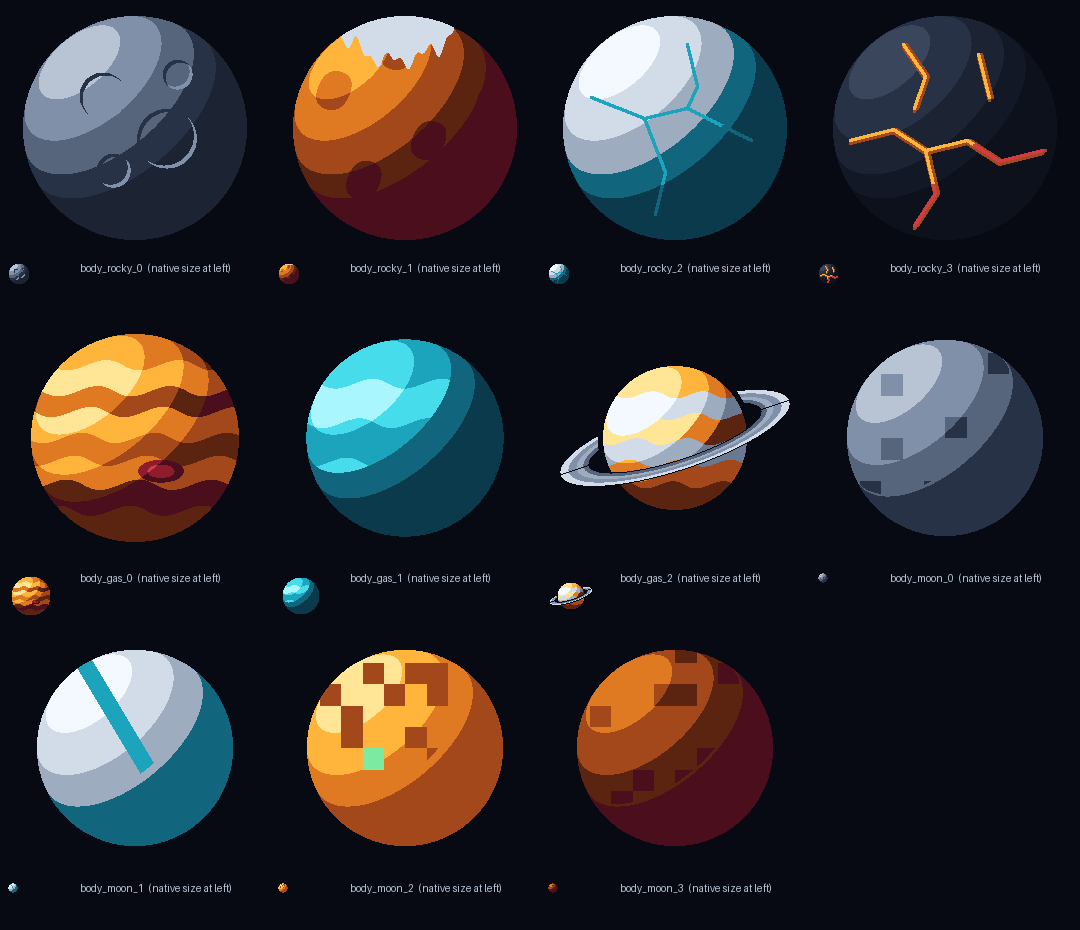 body_rocky_0 (native size at left)
body_rocky_1 (native size at left)
body_rocky_2 (native size at left)
body_rocky_3 (native size at left)
body_gas_0 (native size at left)
body_gas_1 (native size at left)
body_gas_2 (native size at left)
body_moon_0 (native size at left)
body_moon_1 (native size at left)
body_moon_2 (native size at left)
body_moon_3 (native size at left)